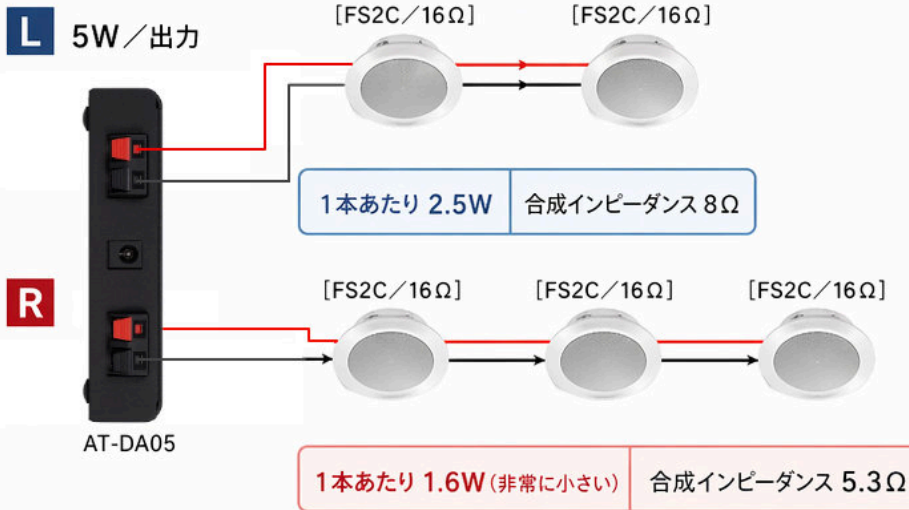 L 5W／出力
[FS2C／16Ω] [FS2C／16Ω]
1本あたり 2.5W 合成インピーダンス 8Ω
R
[FS2C／16Ω] [FS2C／16Ω] [FS2C／16Ω]
AT-DA05
1本あたり 1.6W（非常に小さい） 合成インピーダンス 5.3Ω